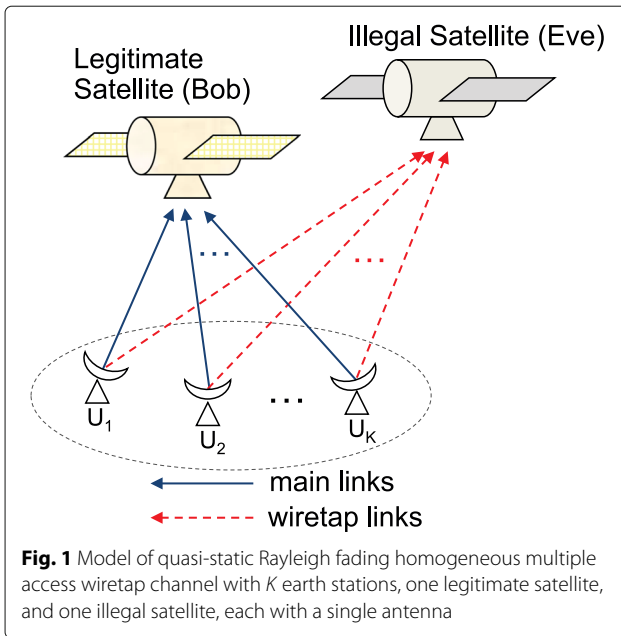 Illegal Satellite (Eve)
Legitimate
Satellite (Bob)
...
...
...
U1
U2
UK
main links
wiretap links
Fig. 1 Model of quasi-static Rayleigh fading homogeneous multiple
access wiretap channel with K earth stations, one legitimate satellite,
and one illegal satellite, each with a single antenna